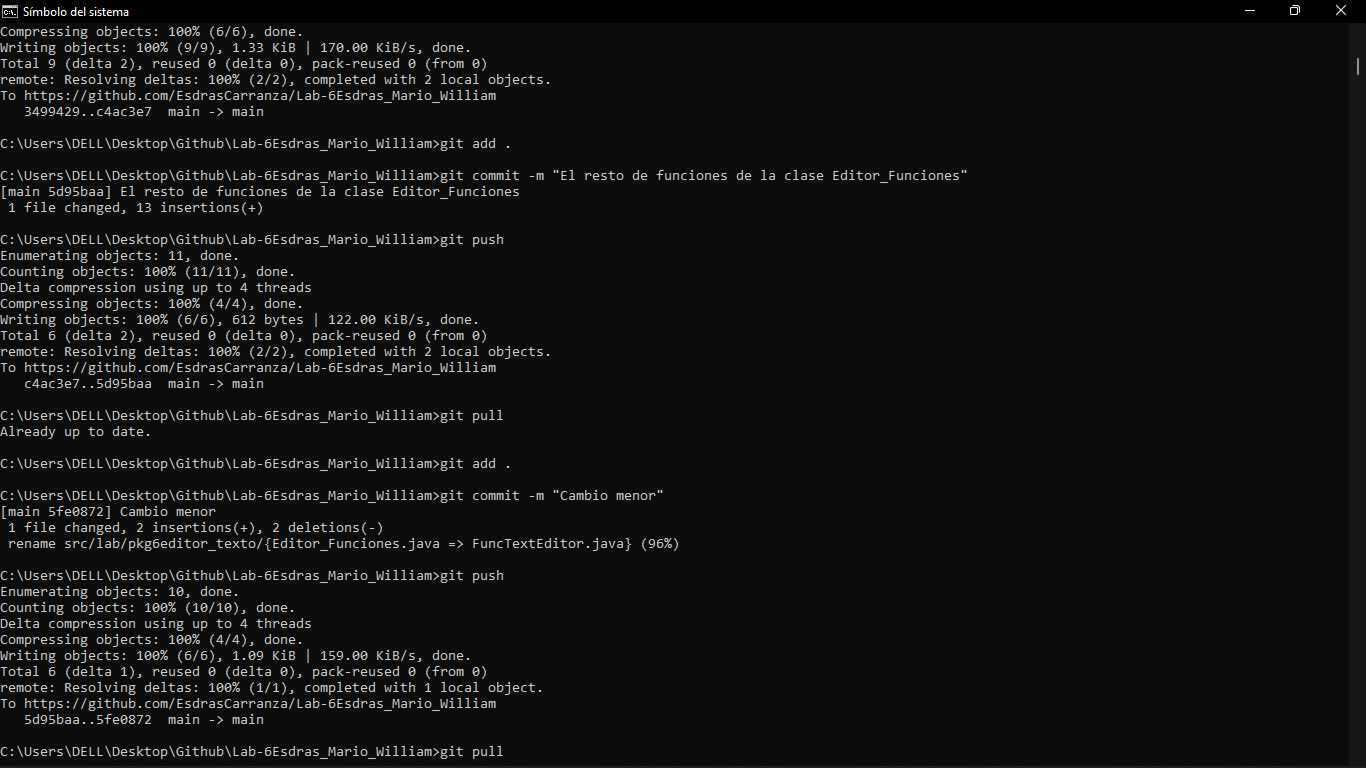 Símbolo del sistema
Compressing objects: 100% (6/6), done.
Writing objects: 100% (9/9), 1.33 KiB | 170.00 KiB/s, done.
Total 9 (delta 2), reused 0 (delta 0), pack-reused 0 (from 0)
remote: Resolving deltas: 100% (2/2), completed with 2 local objects.
To https://github.com/EsdrasCarranza/Lab-6Esdras_Mario_William
   3499429..c4ac3e7  main -> main

C:\Users\DELL\Desktop\Github\Lab-6Esdras_Mario_William>git add .

C:\Users\DELL\Desktop\Github\Lab-6Esdras_Mario_William>git commit -m "El resto de funciones de la clase Editor_Funciones"
[main 5d95baa] El resto de funciones de la clase Editor_Funciones
 1 file changed, 13 insertions(+)

C:\Users\DELL\Desktop\Github\Lab-6Esdras_Mario_William>git push
Enumerating objects: 11, done.
Counting objects: 100% (11/11), done.
Delta compression using up to 4 threads
Compressing objects: 100% (4/4), done.
Writing objects: 100% (6/6), 612 bytes | 122.00 KiB/s, done.
Total 6 (delta 2), reused 0 (delta 0), pack-reused 0 (from 0)
remote: Resolving deltas: 100% (2/2), completed with 2 local objects.
To https://github.com/EsdrasCarranza/Lab-6Esdras_Mario_William
   c4ac3e7..5d95baa  main -> main

C:\Users\DELL\Desktop\Github\Lab-6Esdras_Mario_William>git pull
Already up to date.

C:\Users\DELL\Desktop\Github\Lab-6Esdras_Mario_William>git add .

C:\Users\DELL\Desktop\Github\Lab-6Esdras_Mario_William>git commit -m "Cambio menor"
[main 5fe0872] Cambio menor
 1 file changed, 2 insertions(+), 2 deletions(-)
 rename src/lab/pkg6editor_texto/{Editor_Funciones.java => FuncTextEditor.java} (96%)

C:\Users\DELL\Desktop\Github\Lab-6Esdras_Mario_William>git push
Enumerating objects: 10, done.
Counting objects: 100% (10/10), done.
Delta compression using up to 4 threads
Compressing objects: 100% (4/4), done.
Writing objects: 100% (6/6), 1.09 KiB | 159.00 KiB/s, done.
Total 6 (delta 1), reused 0 (delta 0), pack-reused 0 (from 0)
remote: Resolving deltas: 100% (1/1), completed with 1 local object.
To https://github.com/EsdrasCarranza/Lab-6Esdras_Mario_William
   5d95baa..5fe0872  main -> main

C:\Users\DELL\Desktop\Github\Lab-6Esdras_Mario_William>git pull